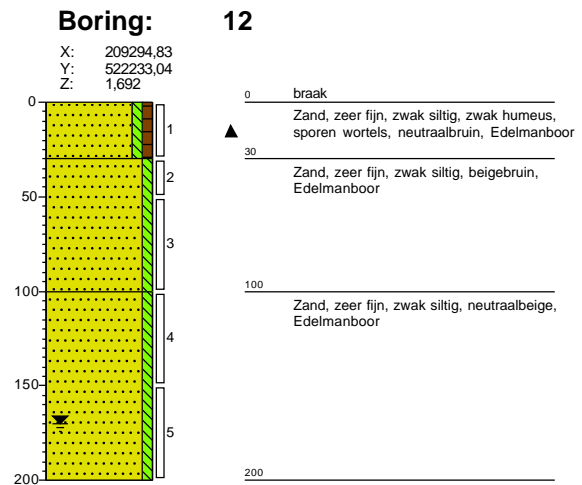 Boring: 12
X: 209294,83
Y: 522233,04
Z: 1,692
0
50
100
150
200
1
2
3
4
5
0 braak
Zand, zeer fijn, zwak siltig, zwak humeus,
sporen wortels, neutraalbruin, Edelmanboor
30
Zand, zeer fijn, zwak siltig, beigebruin,
Edelmanboor
100
Zand, zeer fijn, zwak siltig, neutraalbeige,
Edelmanboor
200